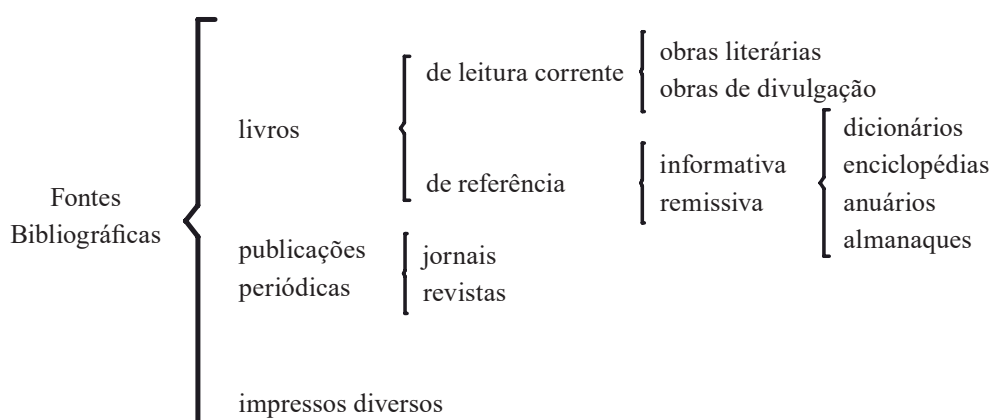 Fontes
Bibliográficas
livros
de leitura corrente
obras literárias
obras de divulgação
de referência
informativa
remissiva
dicionários
enciclopédias
anuários
almanaques
publicações
periódicas
jornais
revistas
impressos diversos